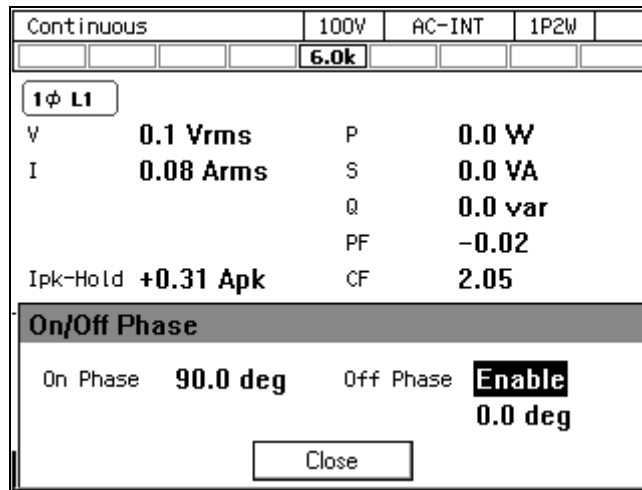 Continuous 100V AC-INT 1P2W
6.0k
1ϕ L1
V 0.1 Vrms P 0.0 W
I 0.08 Arms S 0.0 VA
Q 0.0 var
PF -0.02
Ipk-Hold +0.31 Apk CF 2.05
On/Off Phase
On Phase 90.0 deg Off Phase Enable
0.0 deg
Close